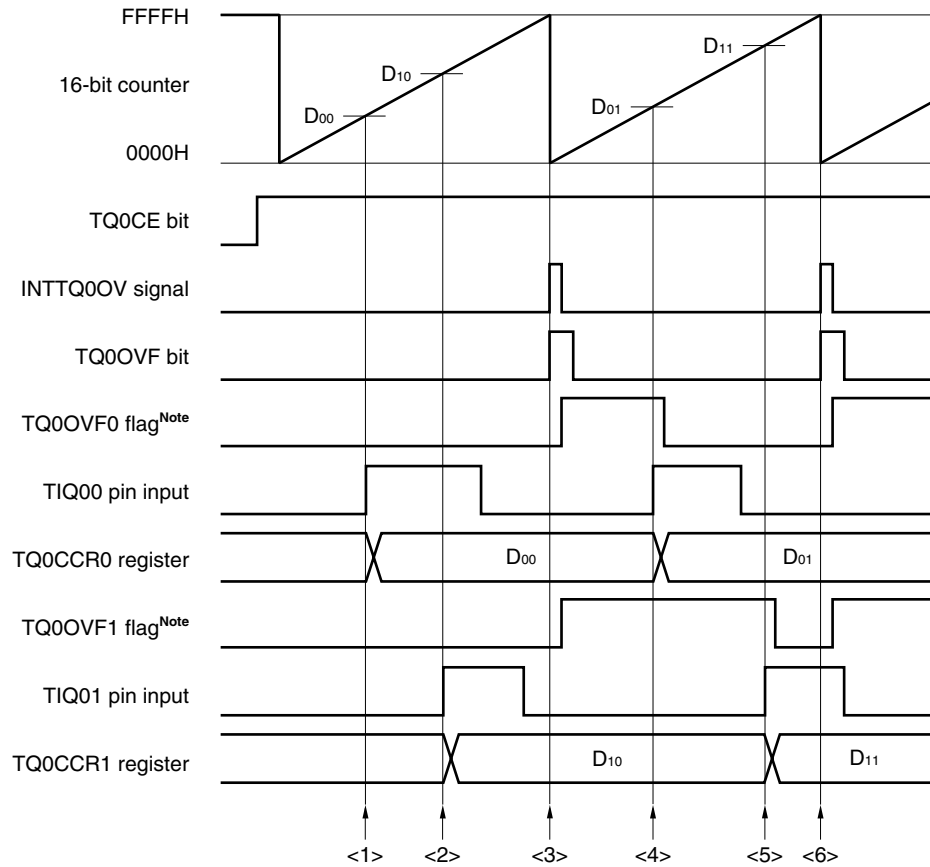 FFFFH
16-bit counter
0000H
D00
D10
D01
D11
TQ0CE bit
INTTQ0OV signal
TQ0OVF bit
TQ0OVF0 flagNote
TIQ00 pin input
TQ0CCR0 register
D00
D01
TQ0OVF1 flagNote
TIQ01 pin input
TQ0CCR1 register
D10
D11
<1> <2> <3> <4> <5> <6>